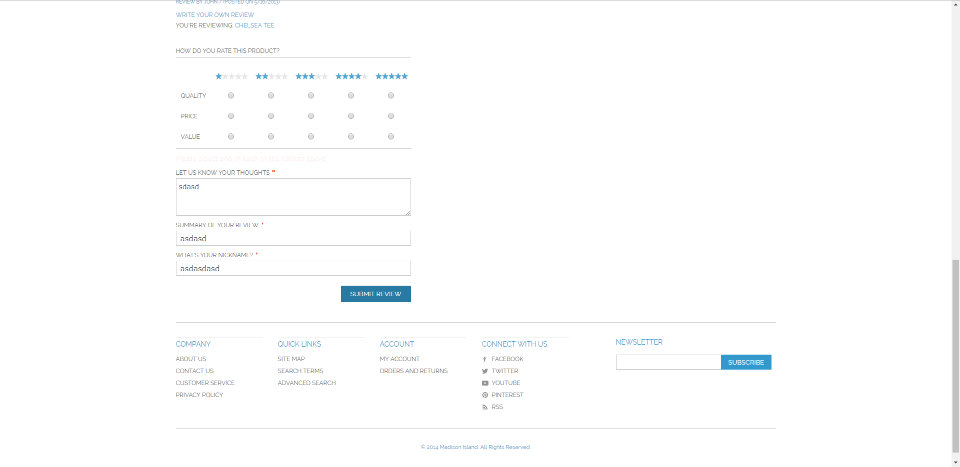 REVIEW BY JOHN / (POSTED ON 5/16/2013)
WRITE YOUR OWN REVIEW
YOU'RE REVIEWING: CHELSEA TEE
HOW DO YOU RATE THIS PRODUCT?
QUALITY
PRICE
VALUE
LET US KNOW YOUR THOUGHTS *
sdasd
SUMMARY OF YOUR REVIEW *
asdasd
WHAT'S YOUR NICKNAME? *
asdasdasd
SUBMIT REVIEW
COMPANY
ABOUT US
CONTACT US
CUSTOMER SERVICE
PRIVACY POLICY
QUICK LINKS
SITE MAP
SEARCH TERMS
ADVANCED SEARCH
ACCOUNT
MY ACCOUNT
ORDERS AND RETURNS
CONNECT WITH US
FACEBOOK
TWITTER
YOUTUBE
PINTEREST
RSS
NEWSLETTER
SUBSCRIBE
© 2014 Madison Island. All Rights Reserved.